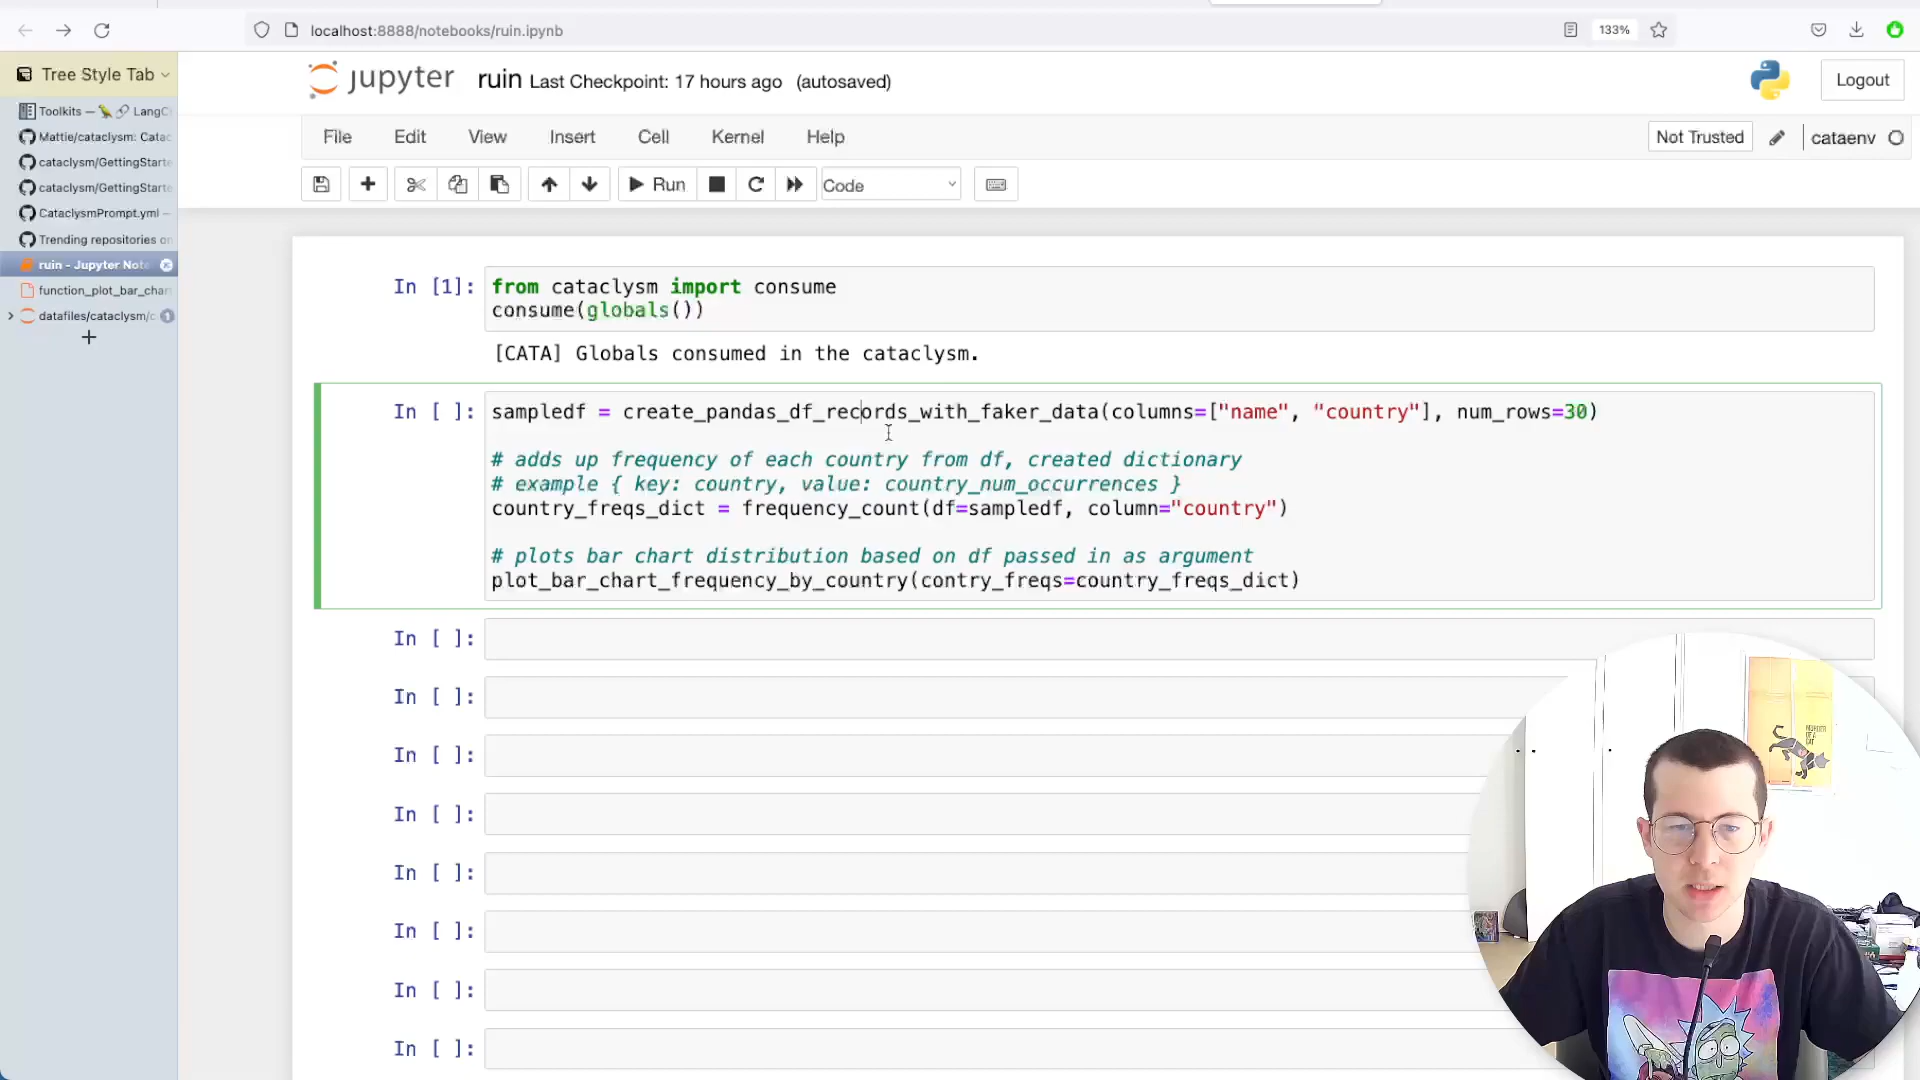 localhost:8888/notebooks/ruin.ipynb
133%
Tree Style Tab
jupyter ruin Last Checkpoint: 17 hours ago (autosaved)
Logout
Toolkits — LangC
Mattie/cataclysm: Catac
cataclysm/GettingStarte
cataclysm/GettingStarte
CataclysmPrompt.yml —
Trending repositories on
ruin - Jupyter Note
function_plot_bar_char
datafiles/cataclysm/c 1
File Edit View Insert Cell Kernel Help
Not Trusted
cataenv
Run
Code
In [1]: from cataclysm import consume
consume(globals())
[CATA] Globals consumed in the cataclysm.
In [ ]: sampledf = create_pandas_df_records_with_faker_data(columns=["name", "country"], num_rows=30)
# adds up frequency of each country from df, created dictionary
# example { key: country, value: country_num_occurrences }
country_freqs_dict = frequency_count(df=sampledf, column="country")
# plots bar chart distribution based on df passed in as argument
plot_bar_chart_frequency_by_country(contry_freqs=country_freqs_dict)
In [ ]:
In [ ]:
In [ ]:
In [ ]:
In [ ]:
In [ ]:
In [ ]:
In [ ]: